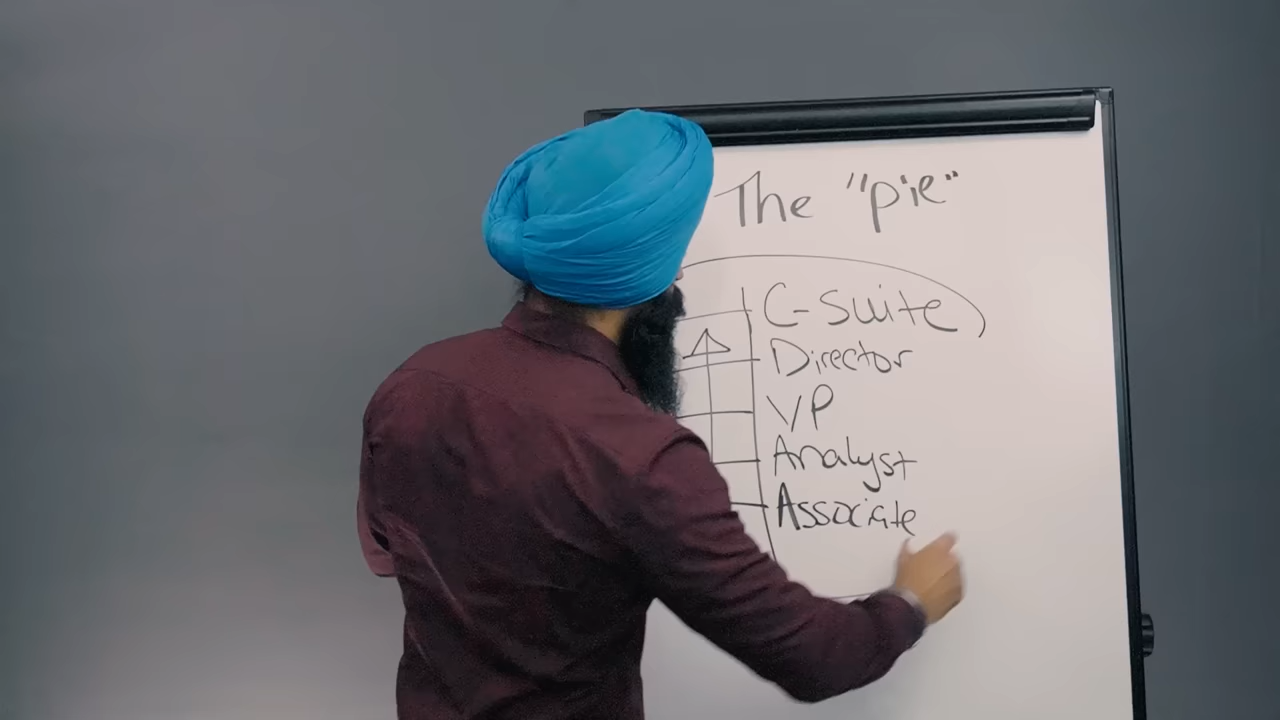 The "pie"
C-Suite
Director
VP
Analyst
Associate